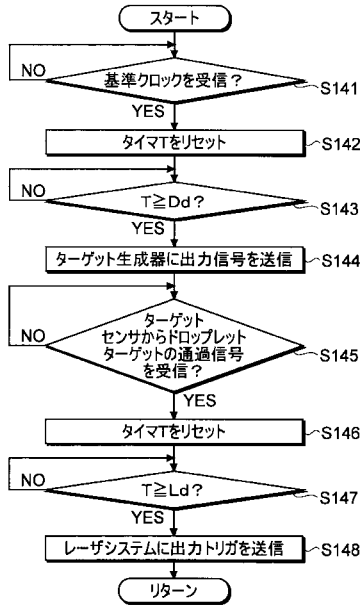 スタート
NO
基準クロックを受信？
S141
YES
タイマTをリセット
S142
NO
T≧Dd？
S143
YES
ターゲット生成器に出力信号を送信
S144
ターゲット
センサからドロップレット
ターゲットの通過信号
を受信？
NO
S145
YES
タイマTをリセット
S146
NO
T≧Ld？
S147
YES
レーザシステムに出力トリガを送信
S148
リターン